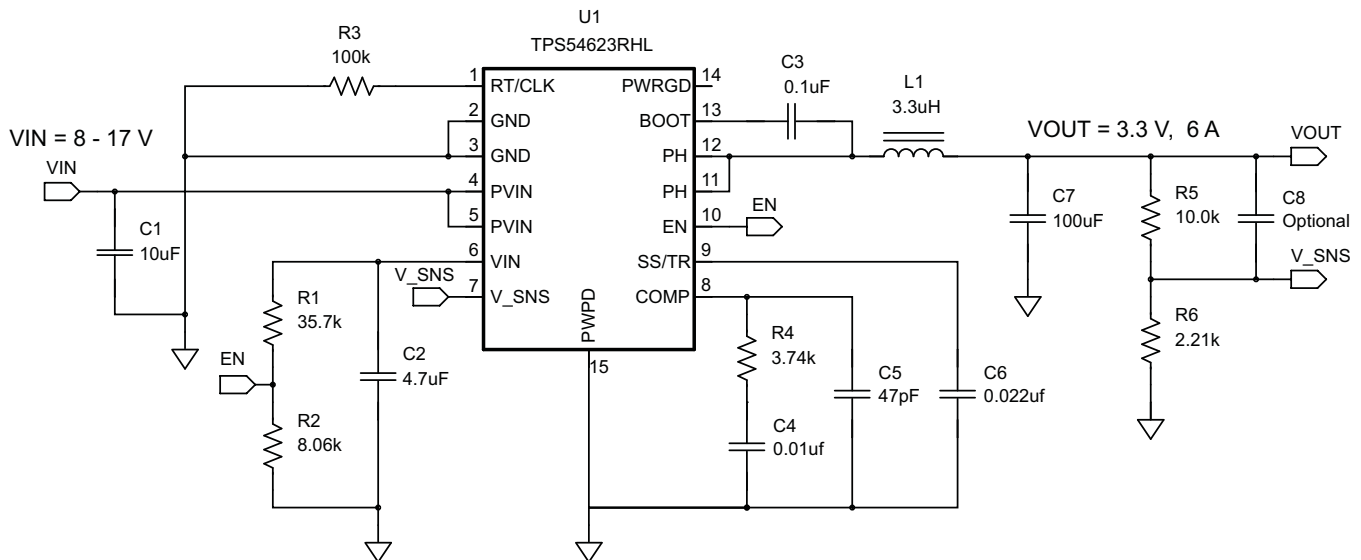 U1
TPS54623RHL
R3
100k
C3
0.1uF
L1
3.3uH
VIN = 8 - 17 V
VIN
C1
10uF
1
2
3
4
5
6
7
RT/CLK
GND
GND
PVIN
PVIN
VIN
V_SNS
PWPD
15
PWRGD
BOOT
PH
PH
EN
SS/TR
COMP
14
13
12
11
10
9
8
EN
V_SNS
R1
35.7k
EN
R2
8.06k
C2
4.7uF
R4
3.74k
C4
0.01uf
C5
47pF
C6
0.022uf
VOUT = 3.3 V, 6 A
VOUT
C7
100uF
R5
10.0k
C8
Optional
V_SNS
R6
2.21k